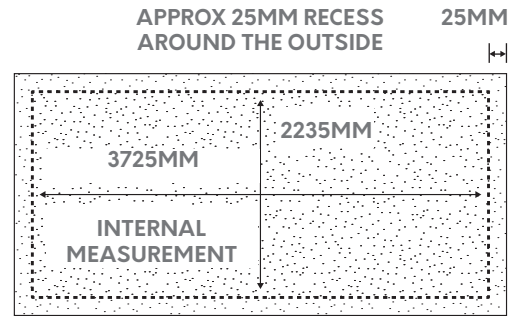 APPROX 25MM RECESS
AROUND THE OUTSIDE
25MM
2235MM
3725MM
INTERNAL
MEASUREMENT